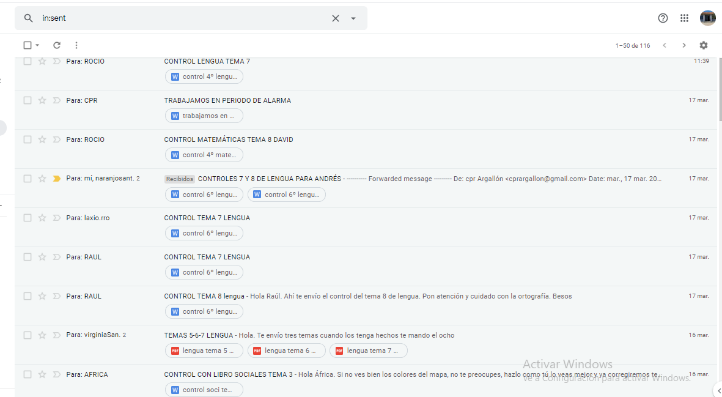 in:sent
1–50 de 116
Para: ROCIO CONTROL LENGUA TEMA 7 11:39
control 4º lengu...
Para: CPR TRABAJAMOS EN PERIODO DE ALARMA 17 mar.
trabajamos en ...
Para: ROCIO CONTROL MATEMÁTICAS TEMA 8 DAVID 17 mar.
control 4º mate...
Para: mí, naranjosant. 2 Recibidos CONTROLES 7 Y 8 DE LENGUA PARA ANDRÉS - ---------- Forwarded message --------- De: cpr Argallón <cprargallon@gmail.com> Date: mar., 17 mar. 20... 17 mar.
control 6º lengu... control 6º lengu...
Para: laxio.rro CONTROL TEMA 7 LENGUA 17 mar.
control 6º lengu...
Para: RAUL CONTROL TEMA 7 LENGUA 17 mar.
control 6º lengu...
Para: RAUL CONTROL TEMA 8 lengua - Hola Raúl. Ahí te envío el control del tema 8 de lengua. Pon atención y cuidado con la ortografía. Besos 17 mar.
control 6º lengu...
Para: virginiaSan. 2 TEMAS 5-6-7 LENGUA - Hola. Te envío tres temas cuando los tenga hechos te mando el ocho 16 mar.
PDF lengua tema 5 ... PDF lengua tema 6 ... PDF lengua tema 7 ...
Activar Windows
Para: AFRICA CONTROL CON LIBRO SOCIALES TEMA 3 - Hola África. Si no ves bien los colores del mapa, no te preocupes, hazlo como tú lo veas mejor y ya corregiremos te... 16 mar.
Ve a Configuración para activar Windows.
control soci te...